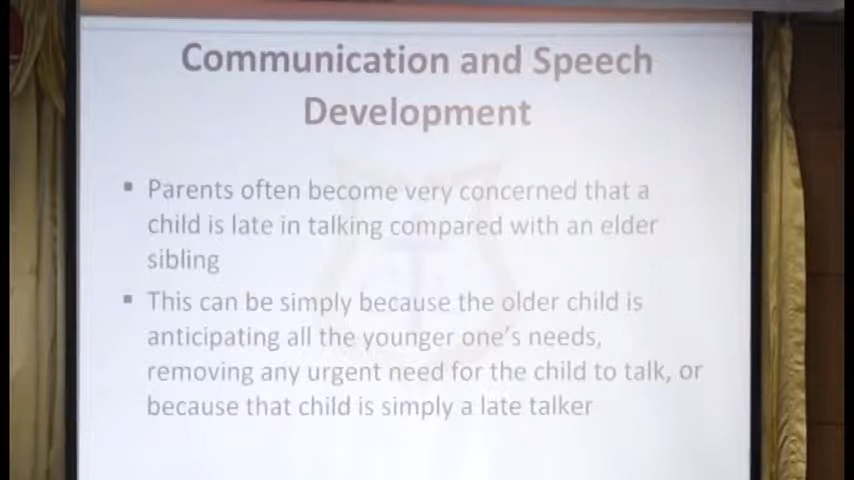 Communication and Speech
Development
▪ Parents often become very concerned that a
child is late in talking compared with an elder
sibling
▪ This can be simply because the older child is
anticipating all the younger one's needs,
removing any urgent need for the child to talk, or
because that child is simply a late talker